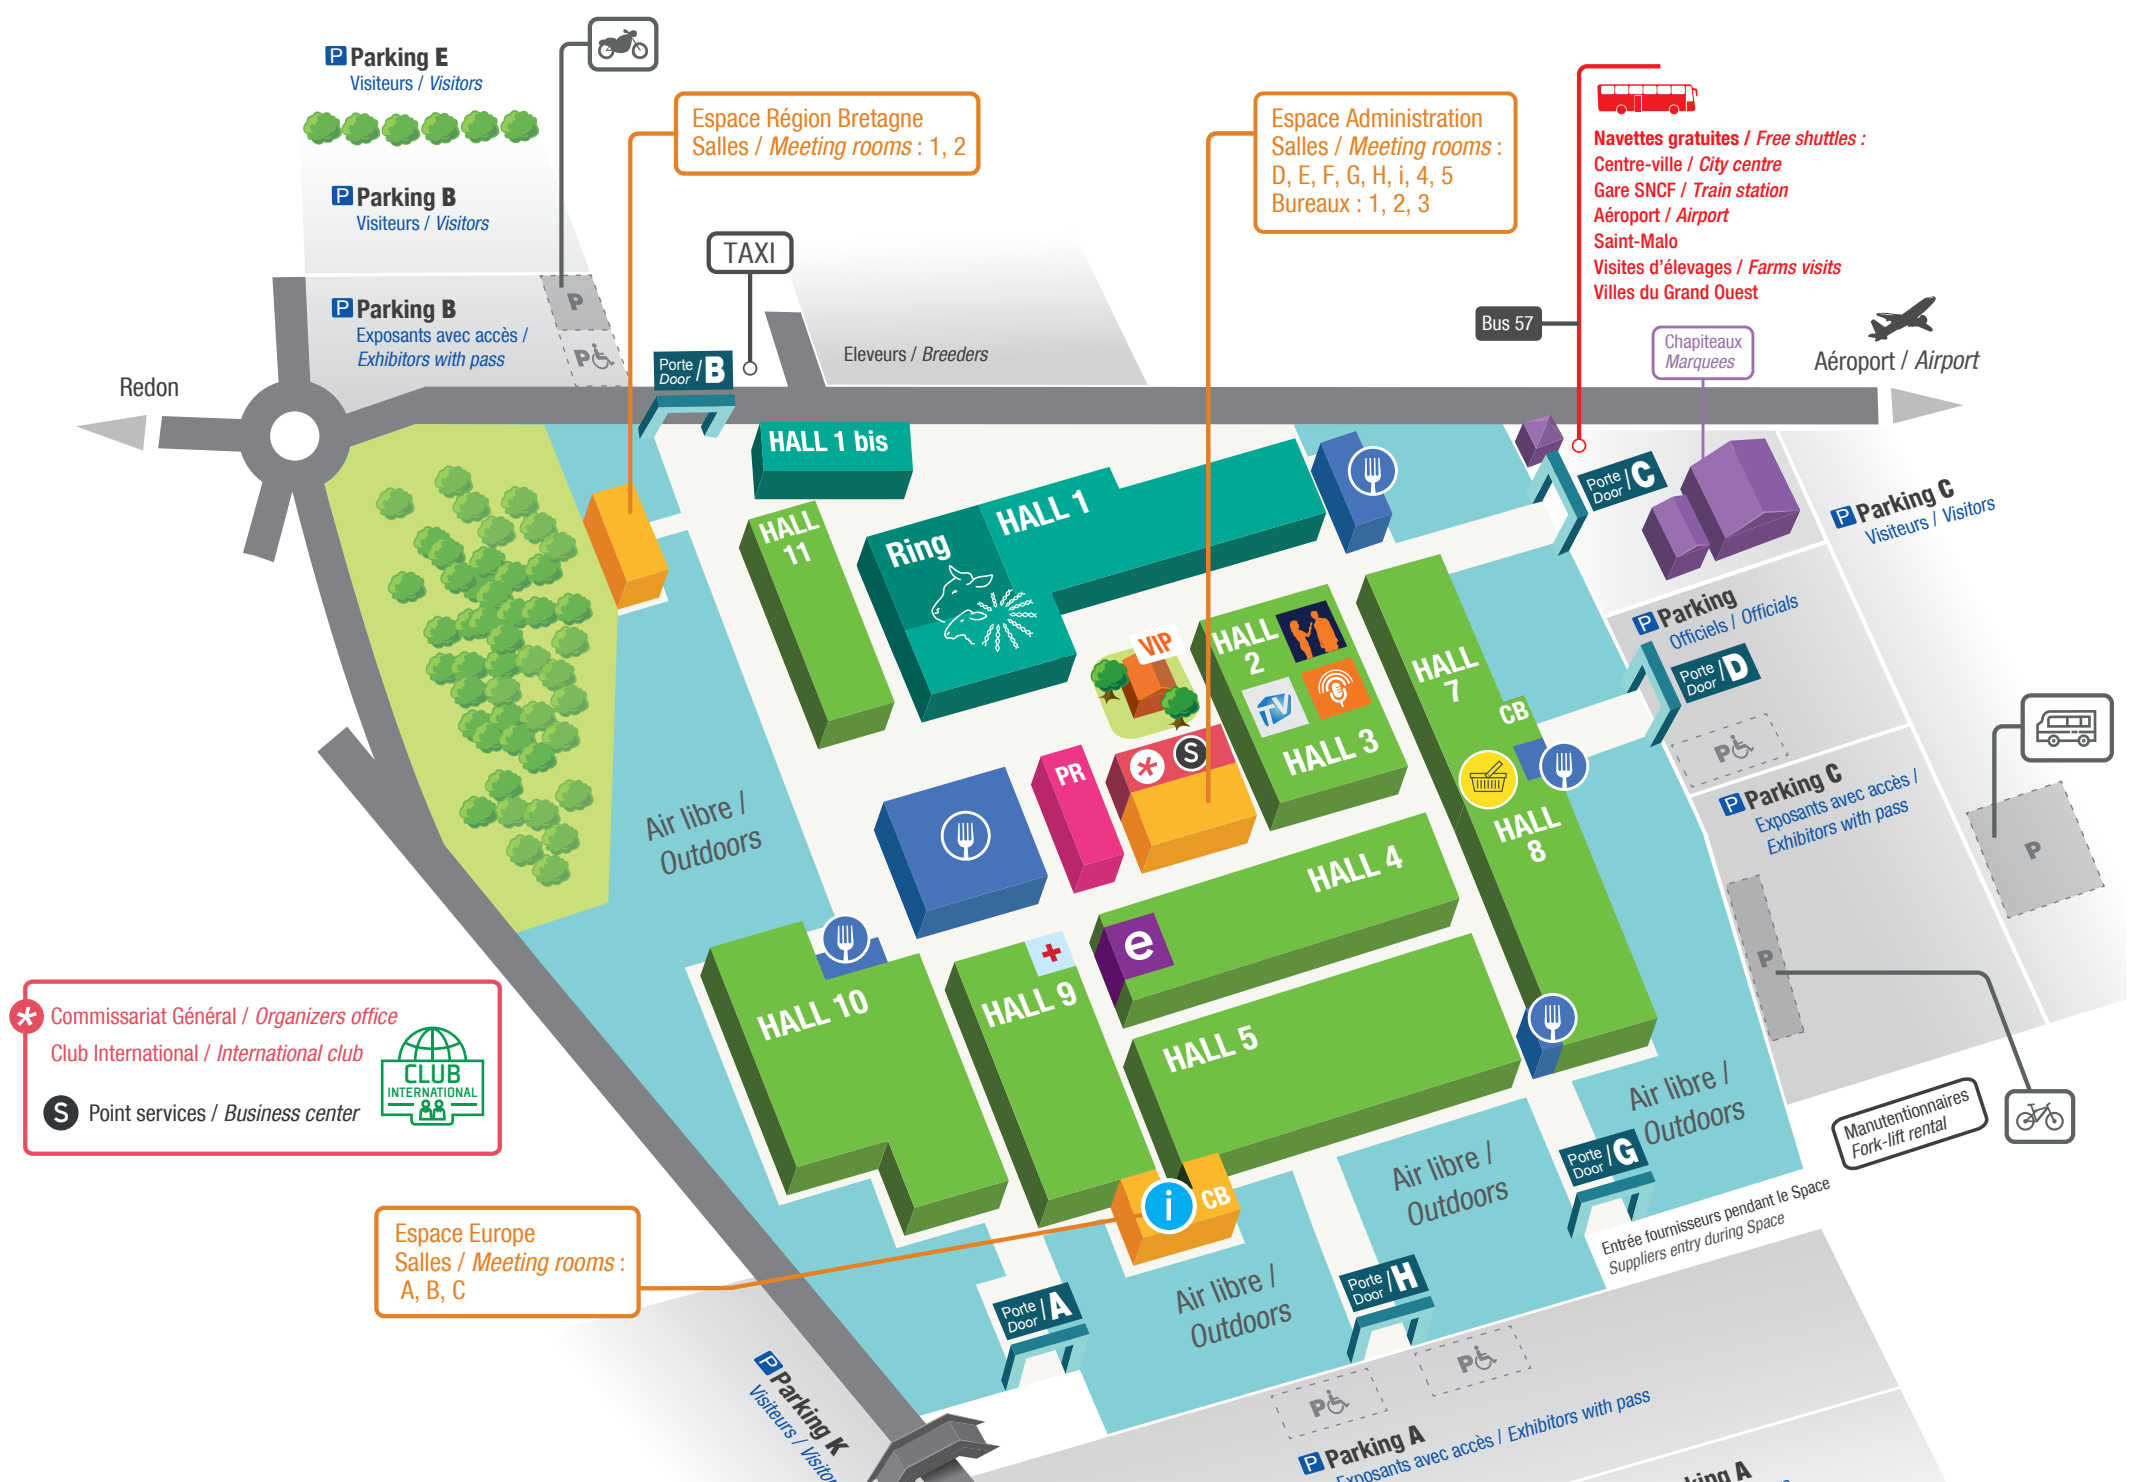 P Parking E
Visiteurs / Visitors
P Parking B
Visiteurs / Visitors
P Parking B
Exposants avec accès /
Exhibitors with pass
P
P
Redon
Espace Région Bretagne
Salles / Meeting rooms : 1, 2
TAXI
Porte / B
Door
Eleveurs / Breeders
Espace Administration
Salles / Meeting rooms :
D, E, F, G, H, i, 4, 5
Bureaux : 1, 2, 3
Navettes gratuites / Free shuttles :
Centre-ville / City centre
Gare SNCF / Train station
Aéroport / Airport
Saint-Malo
Visites d'élevages / Farms visits
Villes du Grand Ouest
Bus 57
Chapiteaux
Marquees
Aéroport / Airport
HALL 1 bis
HALL
11
Ring
HALL 1
Porte / C
Door
P Parking C
Visiteurs / Visitors
P Parking
Officiels / Officials
Porte / D
Door
P
P Parking C
Exposants avec accès /
Exhibitors with pass
P
P
VIP
HALL
2
TV
HALL 3
HALL
7
CB
HALL
8
PR
*
S
Air libre /
Outdoors
HALL 4
e
HALL 5
HALL 9
HALL 10
* Commissariat Général / Organizers office
Club International / International club
S Point services / Business center
CLUB
INTERNATIONAL
Espace Europe
Salles / Meeting rooms :
A, B, C
i
CB
Air libre /
Outdoors
Air libre /
Outdoors
Air libre /
Outdoors
Porte / G
Door
Porte / H
Door
Porte / A
Door
Manutentionnaires
Fork-lift rental
Entrée fournisseurs pendant le Space
Suppliers entry during Space
P Parking K
Visiteurs / Visitor
P
P
P Parking A
Exposants avec accès / Exhibitors with pass
king A